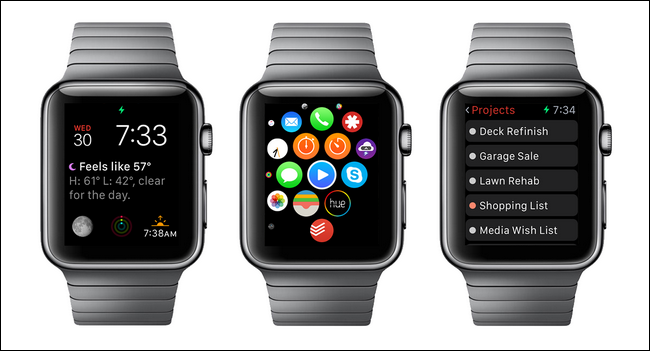 WED
30
7:33
Feels like 57°
H: 61° L: 42°, clear
for the day.
7:38AM
hue
Projects
7:34
Deck Refinish
Garage Sale
Lawn Rehab
Shopping List
Media Wish List